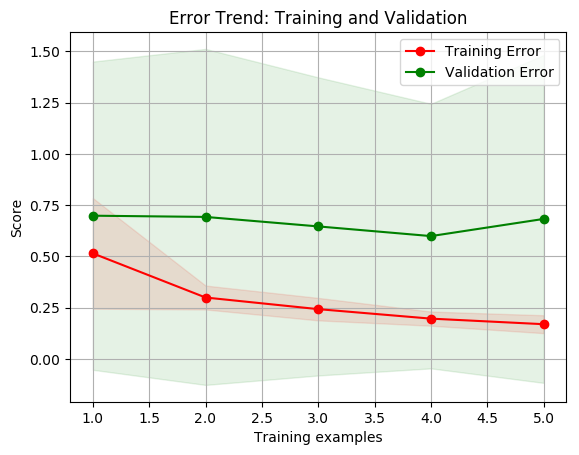 Error Trend: Training and Validation
Training Error
Validation Error
Score
1.50
1.25
1.00
0.75
0.50
0.25
0.00
1.0 1.5 2.0 2.5 3.0 3.5 4.0 4.5 5.0
Training examples